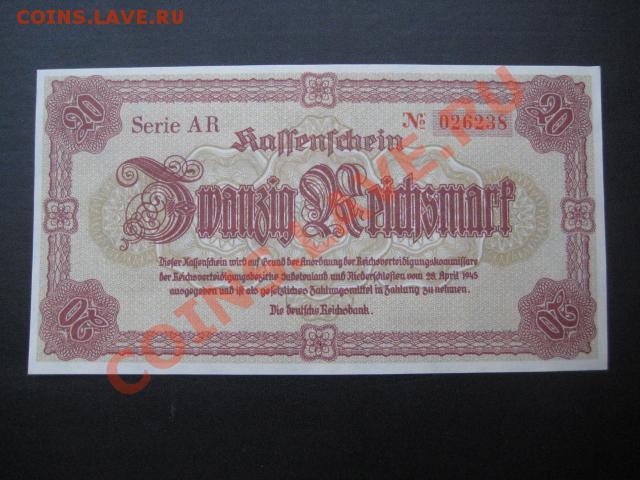 COINS.LAVE.RU
20
20
Serie AR
№ 026238
Kassenschein
Zwanzig Reichsmark
Dieser Kassenschein wird auf Grund der Anordnung der Reichsverteidigungskommissare
der Reichsverteidigungsbezirke Sudetenland und Niederschlesien vom 28. April 1945
ausgegeben und ist als gesetzliches Zahlungsmittel in Zahlung zu nehmen.
Die deutsche Reichsbank.
20
20
COINS.LAVE.RU